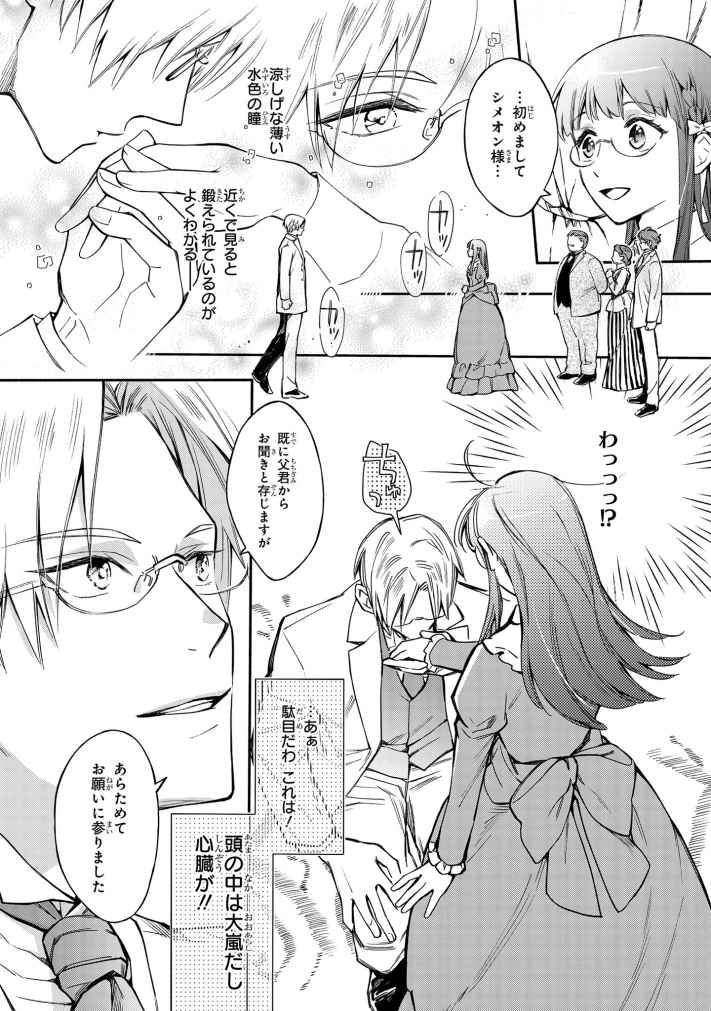 …初めまして
シメオン様…
カッ
カッ
カッ
涼しげな薄い
水色の瞳。
近くで見ると
鍛えられているのが
よくわかる──
わっっっ!?
ちゅっ
既に父君から
お聞きと存じますが
…あぁ
駄目だわ これは!
頭の中は大嵐だし
心臓が!!
あらためて
お願いに参りました